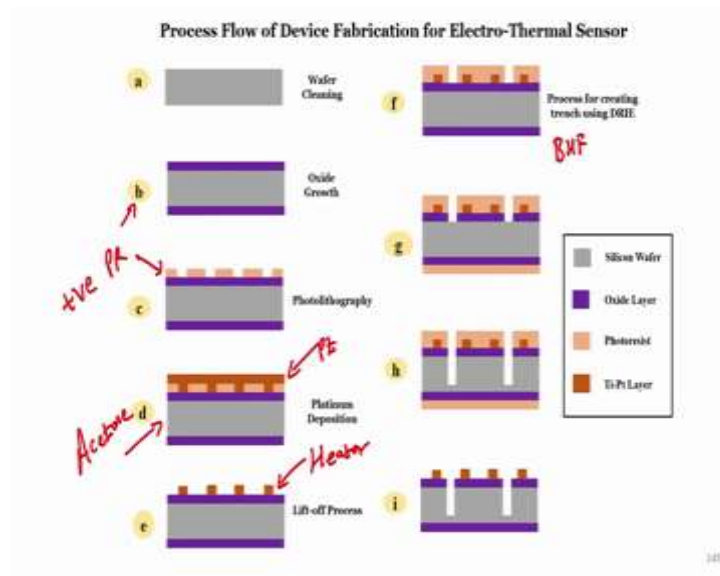 Process Flow of Device Fabrication for Electro-Thermal Sensor
a
Wafer
Cleaning
b
Oxide
Growth
+ve PR
c
Photolithography
Pt
d
Platinum
Deposition
Acetone
Heater
e
Lift-off Process
f
Process for creating
trench using DRIE
BHF
g
h
i
Silicon Wafer
Oxide Layer
Photoresist
Ti-Pt Layer